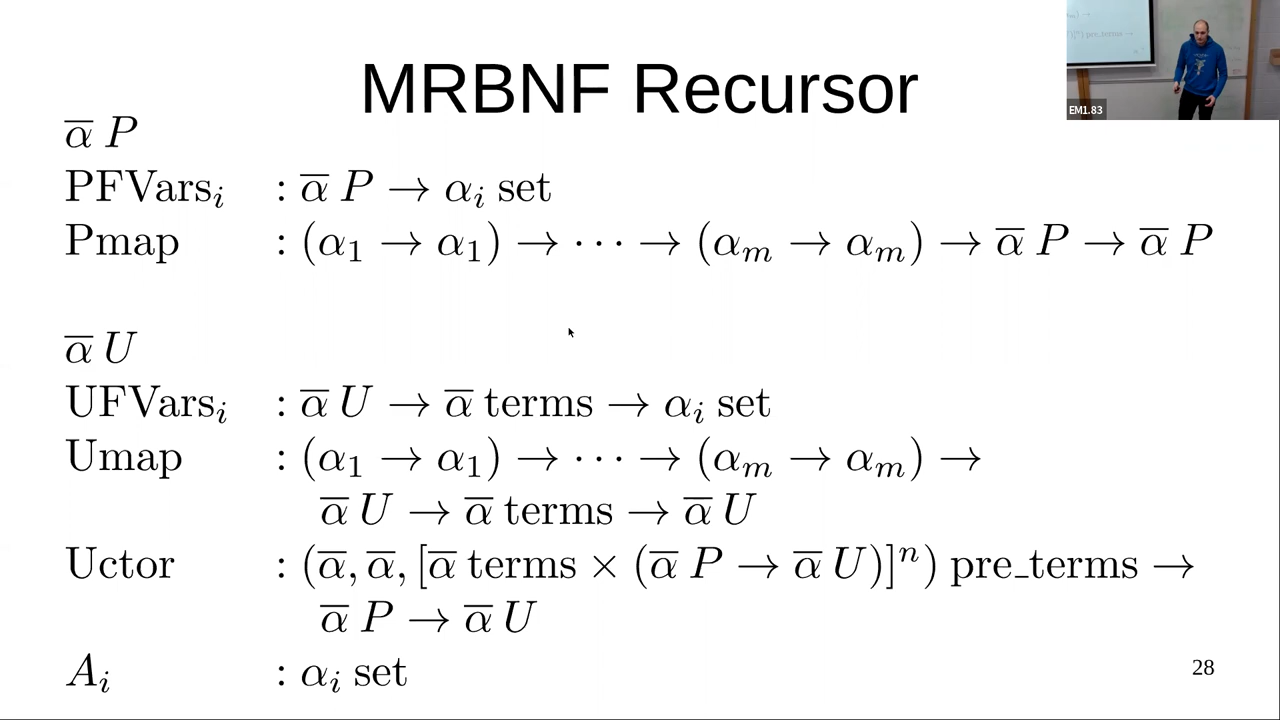 MRBNF Recursor
α̅ P
PFVarsᵢ : α̅ P → αᵢ set
Pmap : (α₁ → α₁) → ⋯ → (αₘ → αₘ) → α̅ P → α̅ P
α̅ U
UFVarsᵢ : α̅ U → α̅ terms → αᵢ set
Umap : (α₁ → α₁) → ⋯ → (αₘ → αₘ) →
α̅ U → α̅ terms → α̅ U
Uctor : (α̅, α̅, [α̅ terms × (α̅ P → α̅ U)]ⁿ) pre_terms →
α̅ P → α̅ U
Aᵢ : αᵢ set
28
EM1.83